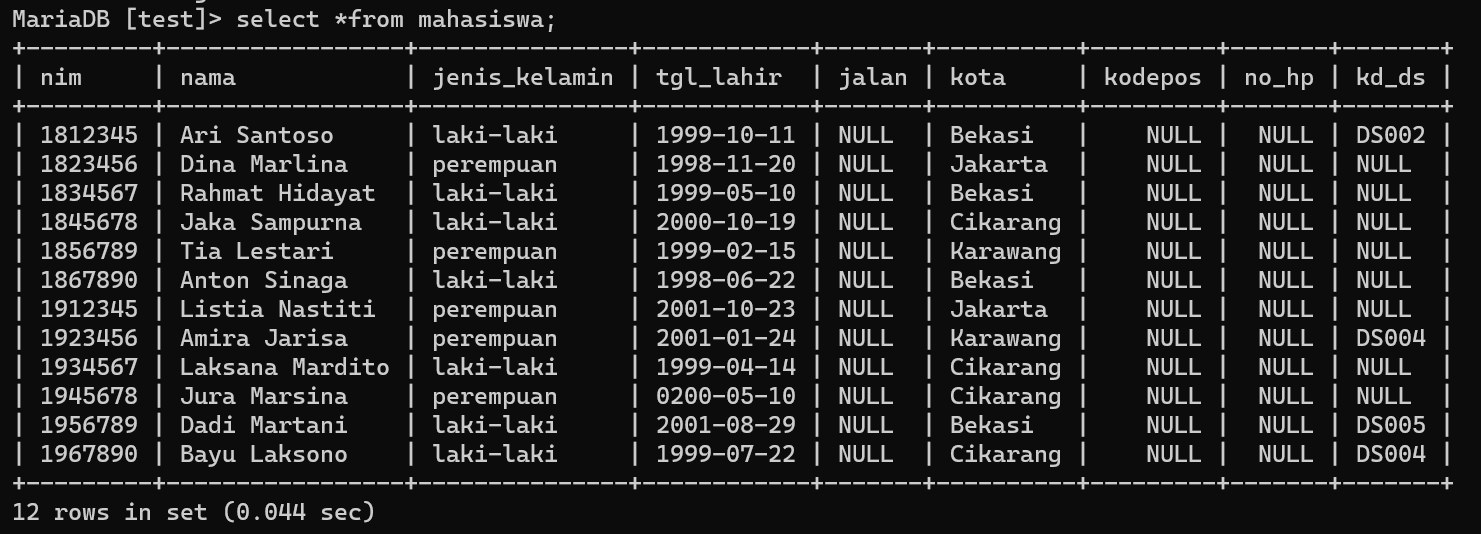 MariaDB [test]> select *from mahasiswa;
+---------+-----------------+---------------+------------+-------+----------+---------+-------+-------+
| nim     | nama            | jenis_kelamin | tgl_lahir  | jalan | kota     | kodepos | no_hp | kd_ds |
+---------+-----------------+---------------+------------+-------+----------+---------+-------+-------+
| 1812345 | Ari Santoso     | laki-laki     | 1999-10-11 | NULL  | Bekasi   |    NULL |  NULL | DS002 |
| 1823456 | Dina Marlina    | perempuan     | 1998-11-20 | NULL  | Jakarta  |    NULL |  NULL | NULL  |
| 1834567 | Rahmat Hidayat  | laki-laki     | 1999-05-10 | NULL  | Bekasi   |    NULL |  NULL | NULL  |
| 1845678 | Jaka Sampurna   | laki-laki     | 2000-10-19 | NULL  | Cikarang |    NULL |  NULL | NULL  |
| 1856789 | Tia Lestari     | perempuan     | 1999-02-15 | NULL  | Karawang |    NULL |  NULL | NULL  |
| 1867890 | Anton Sinaga    | laki-laki     | 1998-06-22 | NULL  | Bekasi   |    NULL |  NULL | NULL  |
| 1912345 | Listia Nastiti  | perempuan     | 2001-10-23 | NULL  | Jakarta  |    NULL |  NULL | NULL  |
| 1923456 | Amira Jarisa    | perempuan     | 2001-01-24 | NULL  | Karawang |    NULL |  NULL | DS004 |
| 1934567 | Laksana Mardito | laki-laki     | 1999-04-14 | NULL  | Cikarang |    NULL |  NULL | NULL  |
| 1945678 | Jura Marsina    | perempuan     | 0200-05-10 | NULL  | Cikarang |    NULL |  NULL | NULL  |
| 1956789 | Dadi Martani    | laki-laki     | 2001-08-29 | NULL  | Bekasi   |    NULL |  NULL | DS005 |
| 1967890 | Bayu Laksono    | laki-laki     | 1999-07-22 | NULL  | Cikarang |    NULL |  NULL | DS004 |
+---------+-----------------+---------------+------------+-------+----------+---------+-------+-------+
12 rows in set (0.044 sec)